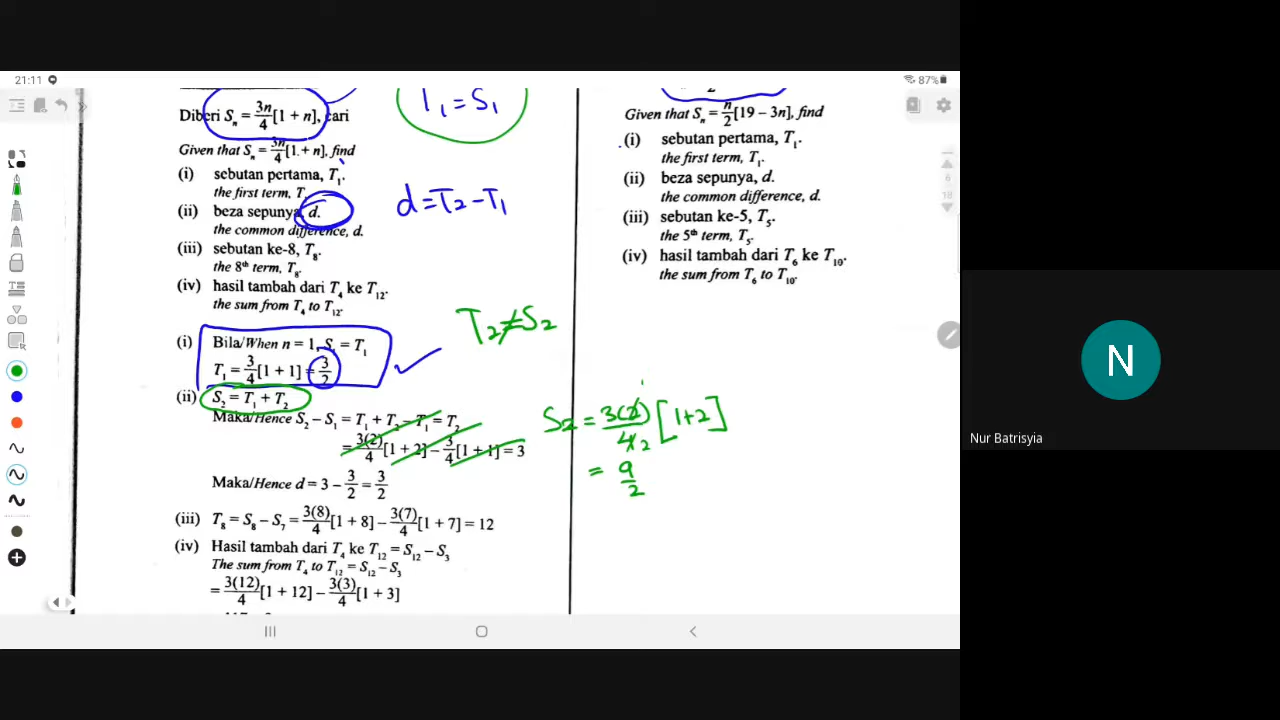 21:11
87%
T₁ = S₁
Diberi Sₙ = 3n/4 [1 + n], cari
Given that Sₙ = 3n/4 [1 + n], find
(i) sebutan pertama, T₁.
the first term, T
(ii) beza sepunya, d.
the common difference, d.
(iii) sebutan ke-8, T₈.
the 8th term, T₈.
(iv) hasil tambah dari T₄ ke T₁₂.
the sum from T₄ to T₁₂.
d = T₂ - T₁
(i) Bila/When n = 1, S = T₁
T₁ = 3/4 [1 + 1] = 3/2
T₂ ≠ S₂
(ii) S₂ = T₁ + T₂
Maka/Hence S₂ – S₁ = T₁ + T₂ – T₁ = T₂
= 3(2)/4 [1 + 2] – 3/4 [1 + 1] = 3
Maka/Hence d = 3 – 3/2 = 3/2
(iii) T₈ = S₈ – S₇ = 3(8)/4 [1 + 8] – 3(7)/4 [1 + 7] = 12
(iv) Hasil tambah dari T₄ ke T₁₂ = S₁₂ – S₃
The sum from T₄ to T₁₂ = S₁₂ – S₃
= 3(12)/4 [1 + 12] – 3(3)/4 [1 + 3]
S₂ = 3(2)/4 [1+2]
= 9/2
Given that Sₙ = n/2 [19 – 3n], find
(i) sebutan pertama, T₁.
the first term, T₁.
(ii) beza sepunya, d.
the common difference, d.
(iii) sebutan ke-5, T₅.
the 5th term, T₅.
(iv) hasil tambah dari T₆ ke T₁₀.
the sum from T₆ to T₁₀.
6
18
N
Nur Batrisyia